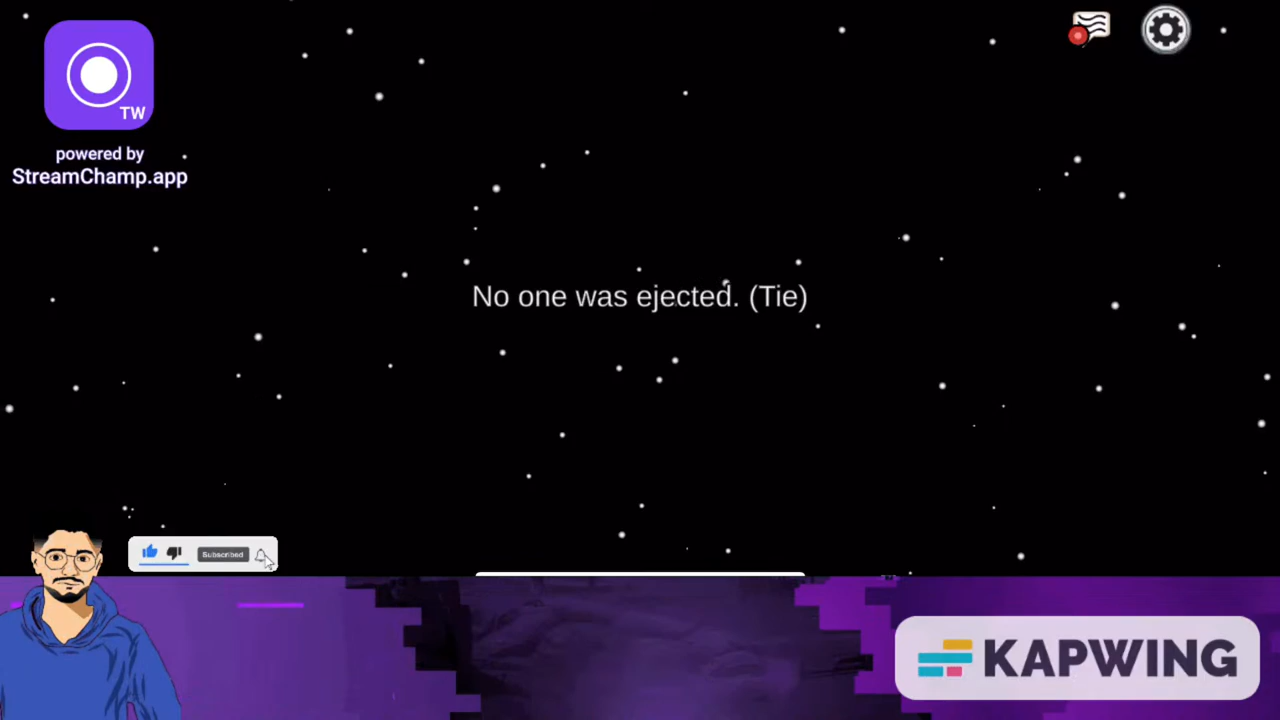 TW
powered by
StreamChamp.app
No one was ejected. (Tie)
Subscribed
KAPWING